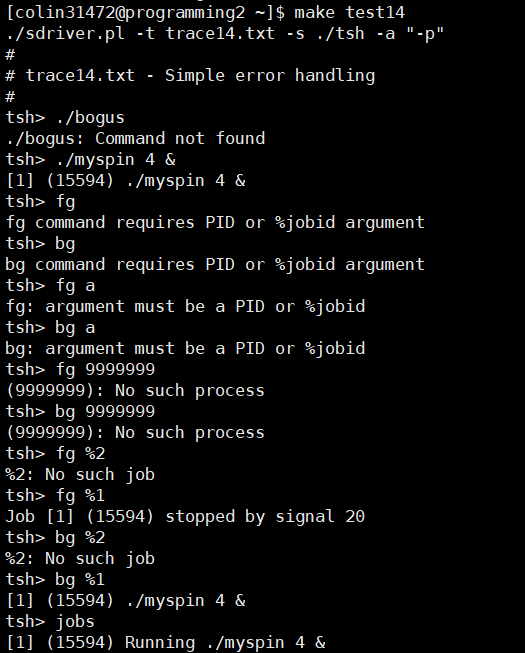 [colin31472@programming2 ~]$ make test14
./sdriver.pl -t trace14.txt -s ./tsh -a "-p"
#
# trace14.txt - Simple error handling
#
tsh> ./bogus
./bogus: Command not found
tsh> ./myspin 4 &
[1] (15594) ./myspin 4 &
tsh> fg
fg command requires PID or %jobid argument
tsh> bg
bg command requires PID or %jobid argument
tsh> fg a
fg: argument must be a PID or %jobid
tsh> bg a
bg: argument must be a PID or %jobid
tsh> fg 9999999
(9999999): No such process
tsh> bg 9999999
(9999999): No such process
tsh> fg %2
%2: No such job
tsh> fg %1
Job [1] (15594) stopped by signal 20
tsh> bg %2
%2: No such job
tsh> bg %1
[1] (15594) ./myspin 4 &
tsh> jobs
[1] (15594) Running ./myspin 4 &